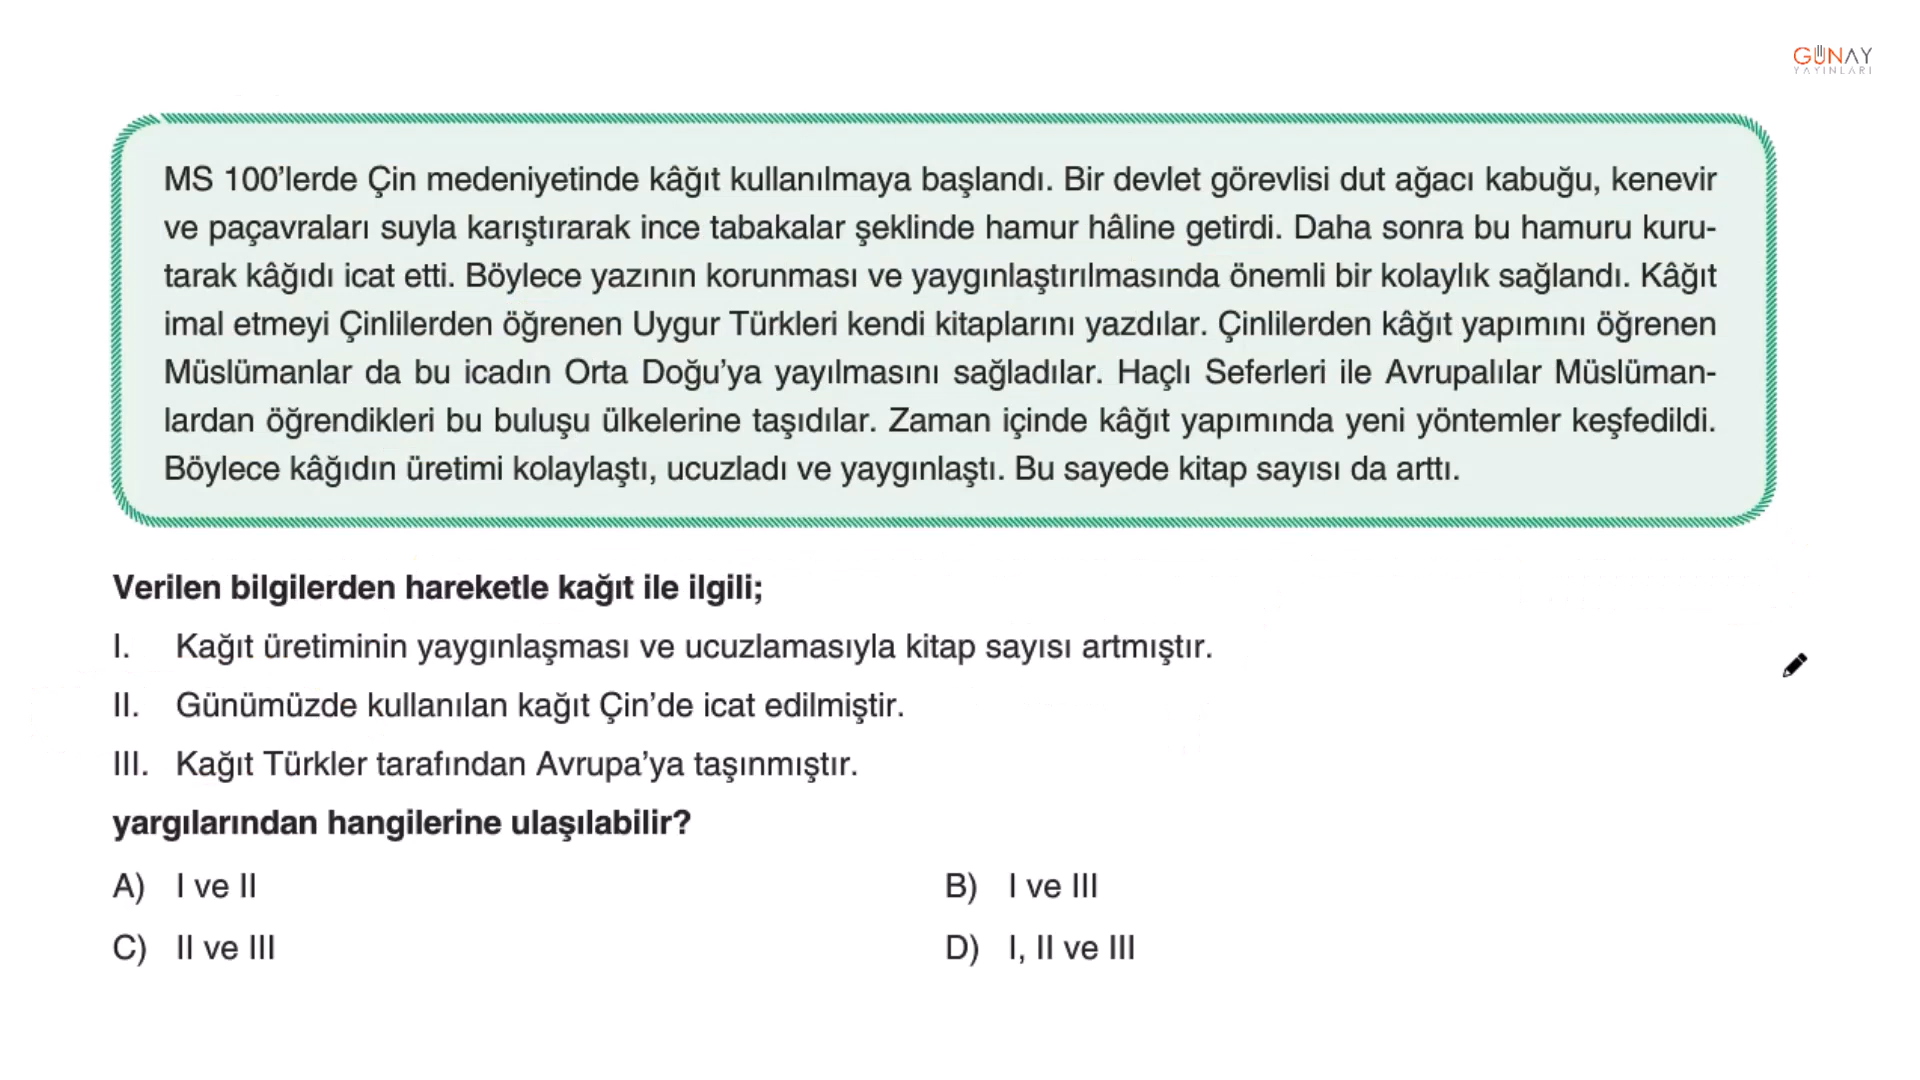 GÜNAY
YAYINLARI
MS 100’lerde Çin medeniyetinde kâğıt kullanılmaya başlandı. Bir devlet görevlisi dut ağacı kabuğu, kenevir
ve paçavraları suyla karıştırarak ince tabakalar şeklinde hamur hâline getirdi. Daha sonra bu hamuru kuru-
tarak kâğıdı icat etti. Böylece yazının korunması ve yaygınlaştırılmasında önemli bir kolaylık sağlandı. Kâğıt
imal etmeyi Çinlilerden öğrenen Uygur Türkleri kendi kitaplarını yazdılar. Çinlilerden kâğıt yapımını öğrenen
Müslümanlar da bu icadın Orta Doğu’ya yayılmasını sağladılar. Haçlı Seferleri ile Avrupalılar Müslüman-
lardan öğrendikleri bu buluşu ülkelerine taşıdılar. Zaman içinde kâğıt yapımında yeni yöntemler keşfedildi.
Böylece kâğıdın üretimi kolaylaştı, ucuzladı ve yaygınlaştı. Bu sayede kitap sayısı da arttı.
Verilen bilgilerden hareketle kağıt ile ilgili;
I. Kağıt üretiminin yaygınlaşması ve ucuzlamasıyla kitap sayısı artmıştır.
II. Günümüzde kullanılan kağıt Çin’de icat edilmiştir.
III. Kağıt Türkler tarafından Avrupa’ya taşınmıştır.
yargılarından hangilerine ulaşılabilir?
A) I ve II
B) I ve III
C) II ve III
D) I, II ve III